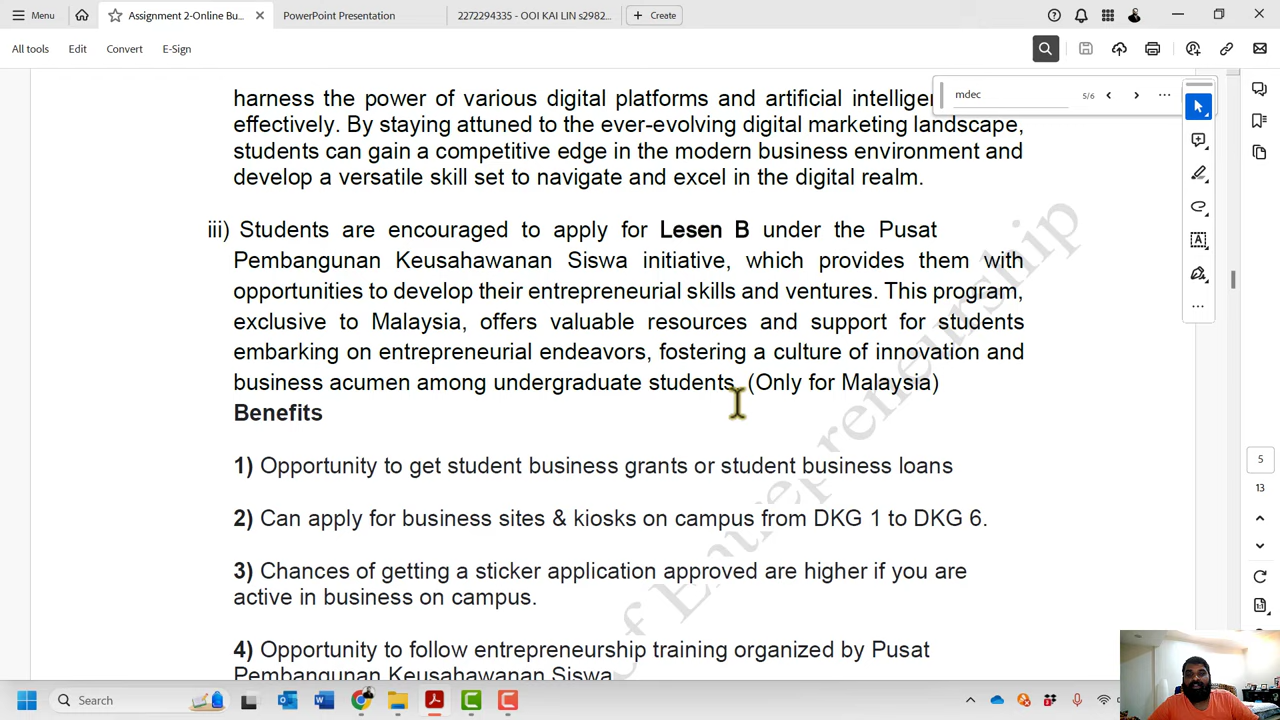 Menu
Assignment 2-Online Bu...
PowerPoint Presentation
2272294335 - OOI KAI LIN s2982...
Create
All tools
Edit
Convert
E-Sign
mdec
5/6
harness the power of various digital platforms and artificial intelligen
effectively. By staying attuned to the ever-evolving digital marketing landscape,
students can gain a competitive edge in the modern business environment and
develop a versatile skill set to navigate and excel in the digital realm.
iii) Students are encouraged to apply for Lesen B under the Pusat
Pembangunan Keusahawanan Siswa initiative, which provides them with
opportunities to develop their entrepreneurial skills and ventures. This program,
exclusive to Malaysia, offers valuable resources and support for students
embarking on entrepreneurial endeavors, fostering a culture of innovation and
business acumen among undergraduate students. (Only for Malaysia)
Benefits
1) Opportunity to get student business grants or student business loans
2) Can apply for business sites & kiosks on campus from DKG 1 to DKG 6.
3) Chances of getting a sticker application approved are higher if you are
active in business on campus.
4) Opportunity to follow entrepreneurship training organized by Pusat
Pembangunan Keusahawanan Siswa
Of Entrepreneurship
5
13
Search